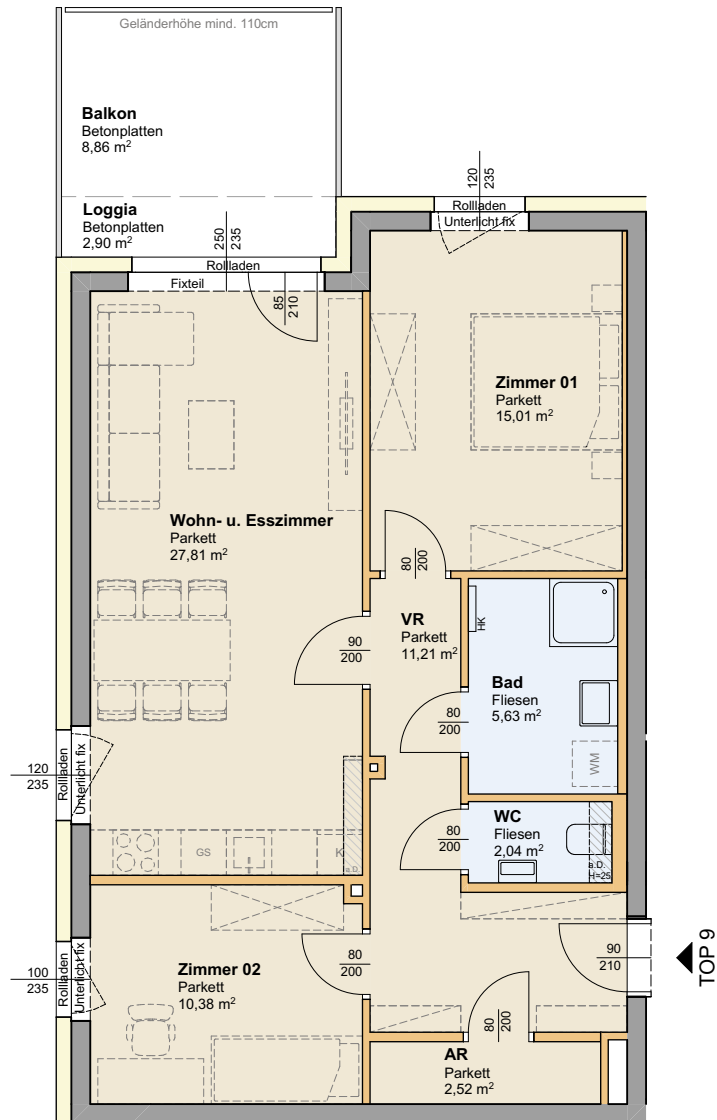 Geländerhöhe mind. 110cm
Balkon
Betonplatten
8,86 m²
Loggia
Betonplatten
2,90 m²
250
235
Rollladen
Fixteil
85
210
120
235
Rollladen
Unterlicht fix
Zimmer 01
Parkett
15,01 m²
Wohn- u. Esszimmer
Parkett
27,81 m²
80
200
VR
Parkett
11,21 m²
90
200
HK
Bad
Fliesen
5,63 m²
80
200
WM
120
235
Rollladen
Unterlicht fix
GS
K
a.D.
WC
Fliesen
2,04 m²
80
200
a.D.
H=25
100
235
Rollladen
Unterlicht fix
Zimmer 02
Parkett
10,38 m²
80
200
90
210
TOP 9
80
200
AR
Parkett
2,52 m²